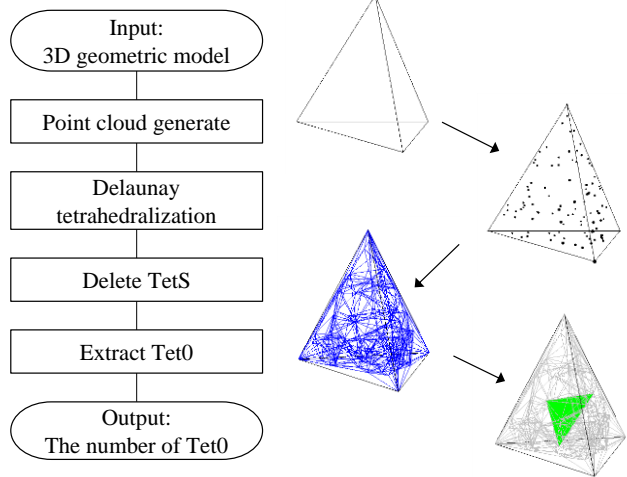 Input:
3D geometric model
Point cloud generate
Delaunay
tetrahedralization
Delete TetS
Extract Tet0
Output:
The number of Tet0